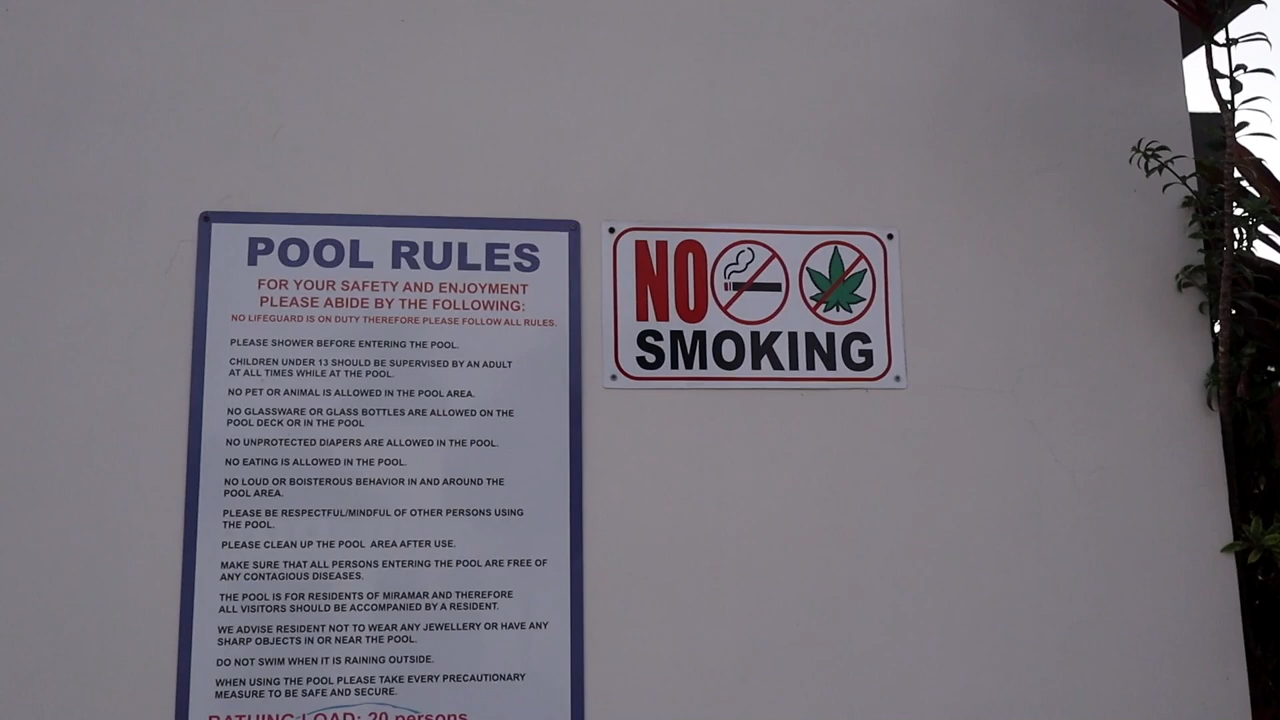 POOL RULES
FOR YOUR SAFETY AND ENJOYMENT
PLEASE ABIDE BY THE FOLLOWING:
NO LIFEGUARD IS ON DUTY THEREFORE PLEASE FOLLOW ALL RULES.
PLEASE SHOWER BEFORE ENTERING THE POOL.
CHILDREN UNDER 13 SHOULD BE SUPERVISED BY AN ADULT
AT ALL TIMES WHILE AT THE POOL.
NO PET OR ANIMAL IS ALLOWED IN THE POOL AREA.
NO GLASSWARE OR GLASS BOTTLES ARE ALLOWED ON THE
POOL DECK OR IN THE POOL
NO UNPROTECTED DIAPERS ARE ALLOWED IN THE POOL.
NO EATING IS ALLOWED IN THE POOL.
NO LOUD OR BOISTEROUS BEHAVIOR IN AND AROUND THE
POOL AREA.
PLEASE BE RESPECTFUL/MINDFUL OF OTHER PERSONS USING
THE POOL.
PLEASE CLEAN UP THE POOL AREA AFTER USE.
MAKE SURE THAT ALL PERSONS ENTERING THE POOL ARE FREE OF
ANY CONTAGIOUS DISEASES.
THE POOL IS FOR RESIDENTS OF MIRAMAR AND THEREFORE
ALL VISITORS SHOULD BE ACCOMPANIED BY A RESIDENT.
WE ADVISE RESIDENT NOT TO WEAR ANY JEWELLERY OR HAVE ANY
SHARP OBJECTS IN OR NEAR THE POOL.
DO NOT SWIM WHEN IT IS RAINING OUTSIDE.
WHEN USING THE POOL PLEASE TAKE EVERY PRECAUTIONARY
MEASURE TO BE SAFE AND SECURE.
BATHING LOAD: 20 persons
NO
SMOKING